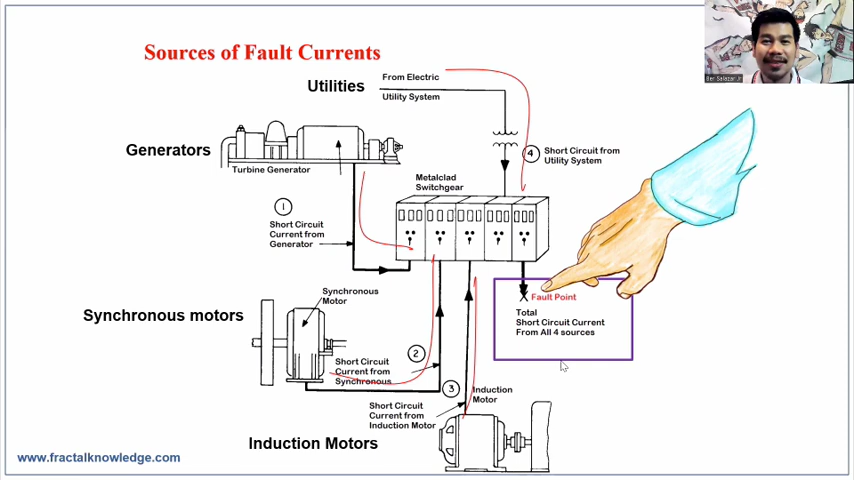 Sources of Fault Currents
Ber Salazar Jr
Utilities
From Electric
Utility System
Generators
Turbine Generator
4
Short Circuit from
Utility System
Metalclad
Switchgear
1
Short Circuit
Current from
Generator
Fault Point
Total
Short Circuit Current
From All 4 sources
Synchronous motors
Synchronous
Motor
2
Short Circuit
Current from
Synchronous
3
Induction
Motor
Short Circuit
Current from
Induction Motor
Induction Motors
www.fractalknowledge.com